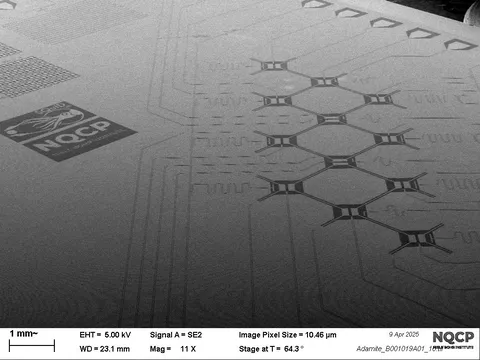 NQCP
1 mm~
EHT = 5.00 kV
WD = 23.1 mm
Signal A = SE2
Mag = 11 X
Image Pixel Size = 10.46 µm
Stage at T = 64.3°
9 Apr 2025
NQCP